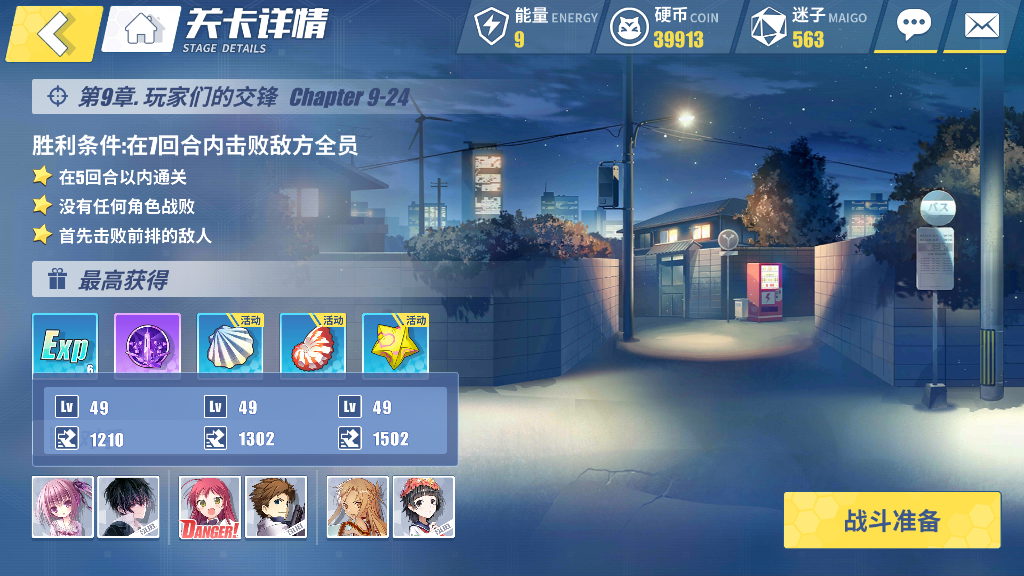 关卡详情
STAGE DETAILS
能量 ENERGY
9
硬币 COIN
39913
迷子 MAIGO
563
第9章. 玩家们的交锋 Chapter 9-24
胜利条件:在7回合内击败敌方全员
在5回合以内通关
没有任何角色战败
首先击败前排的敌人
最高获得
Exp
6
活动
活动
活动
Lv 49
Lv 49
Lv 49
1210
1302
1502
DANGER!
バス
战斗准备